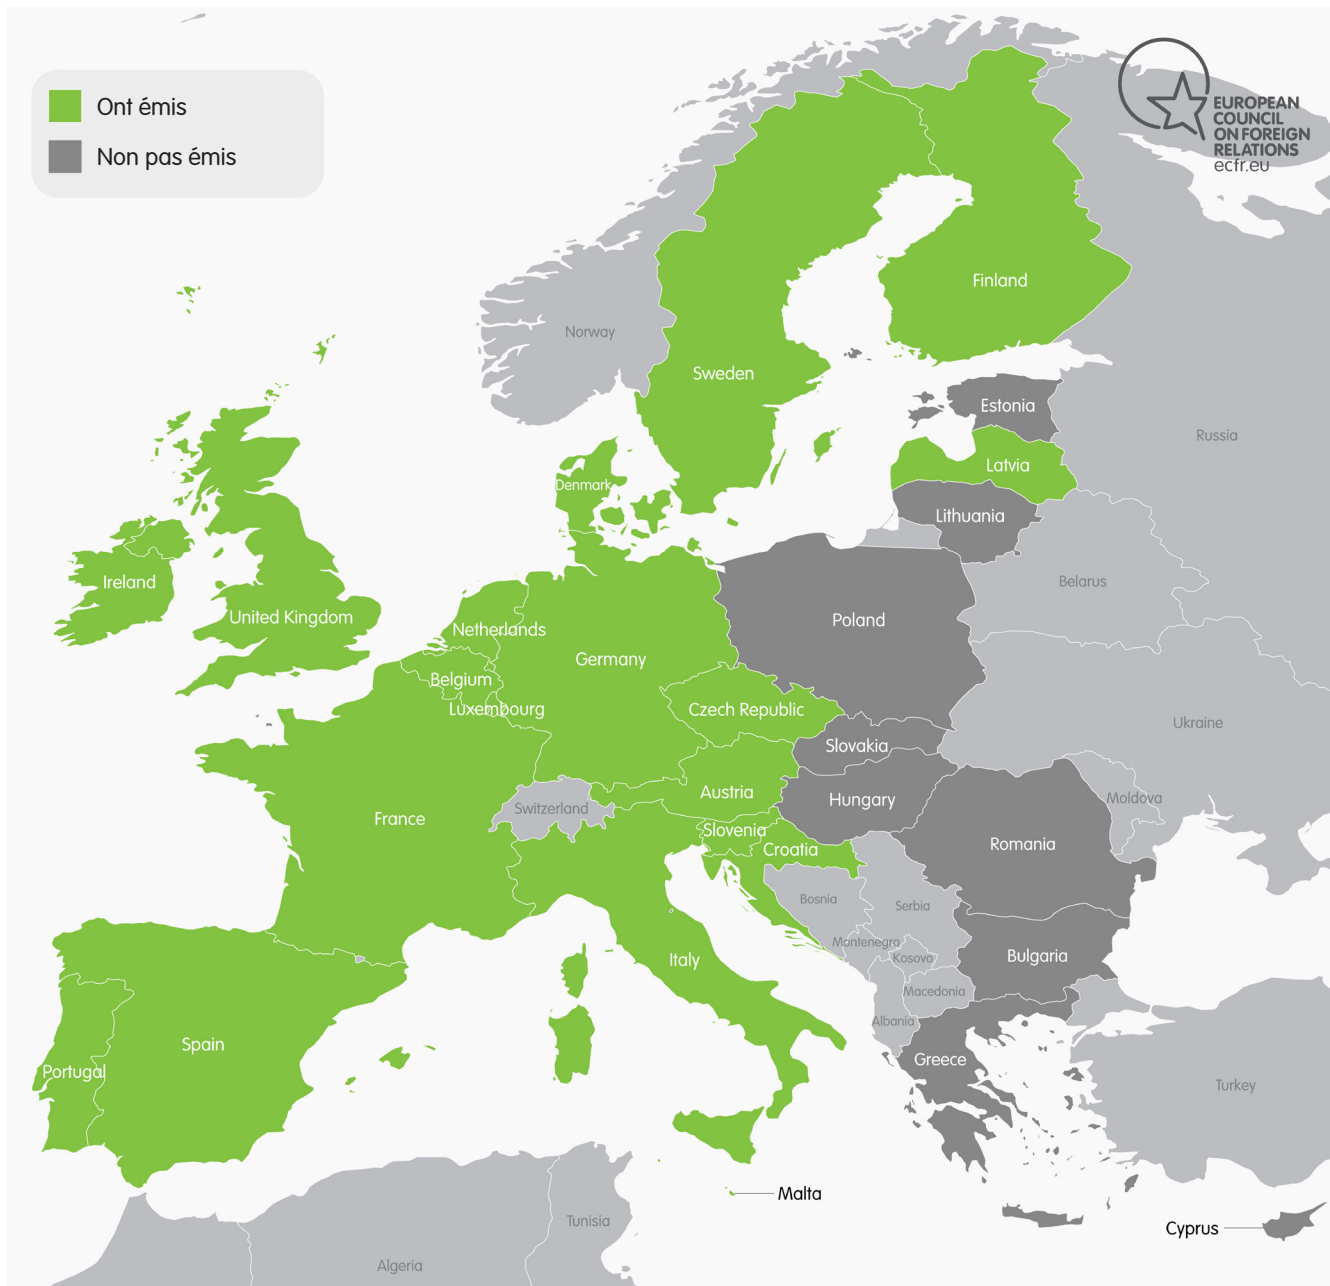 Ont émis
Non pas émis
EUROPEAN
COUNCIL
ON FOREIGN
RELATIONS
ecfr.eu
Finland
Norway
Sweden
Estonia
Russia
Latvia
Denmark
Lithuania
Ireland
Belarus
United Kingdom
Poland
Netherlands
Germany
Belgium
Luxembourg
Czech Republic
Ukraine
Slovakia
Austria
Hungary
Moldova
Switzerland
France
Slovenia
Croatia
Romania
Bosnia
Serbia
Montenegro
Kosovo
Bulgaria
Italy
Macedonia
Albania
Spain
Greece
Portugal
Turkey
Malta
Tunisia
Cyprus
Algeria